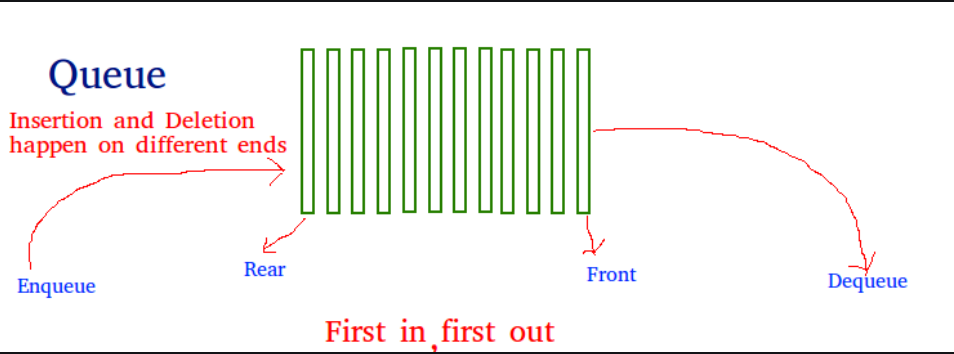 Queue
Insertion and Deletion
happen on different ends
Enqueue
Rear
Front
Dequeue
First in, first out